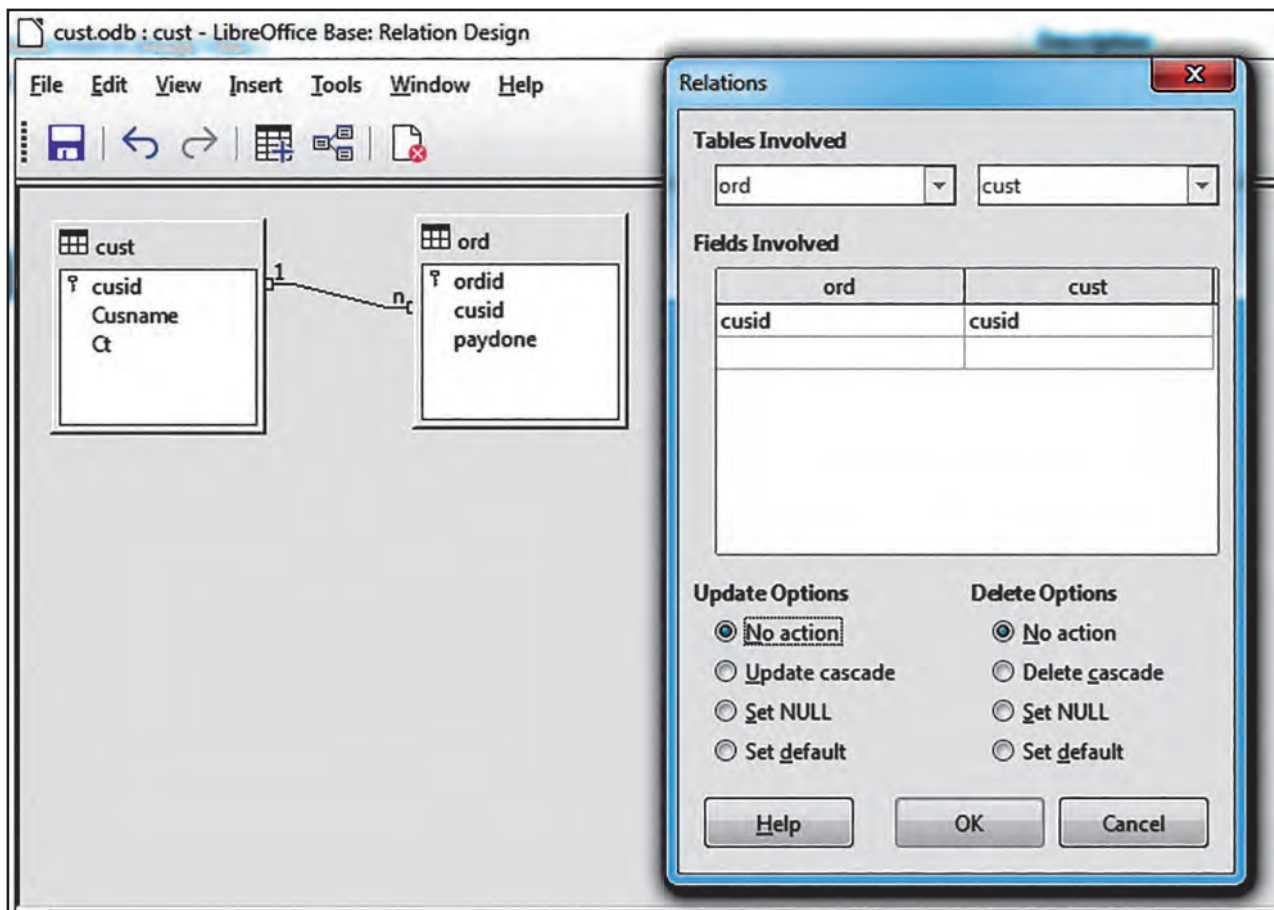 cust.odb : cust - LibreOffice Base: Relation Design
File Edit View Insert Tools Window Help
cust
cusid
Cusname
Ct
1
n
ord
ordid
cusid
paydone
Relations
X
Tables Involved
ord cust
Fields Involved
ord cust
cusid cusid
Update Options Delete Options
No action No action
Update cascade Delete cascade
Set NULL Set NULL
Set default Set default
Help OK Cancel